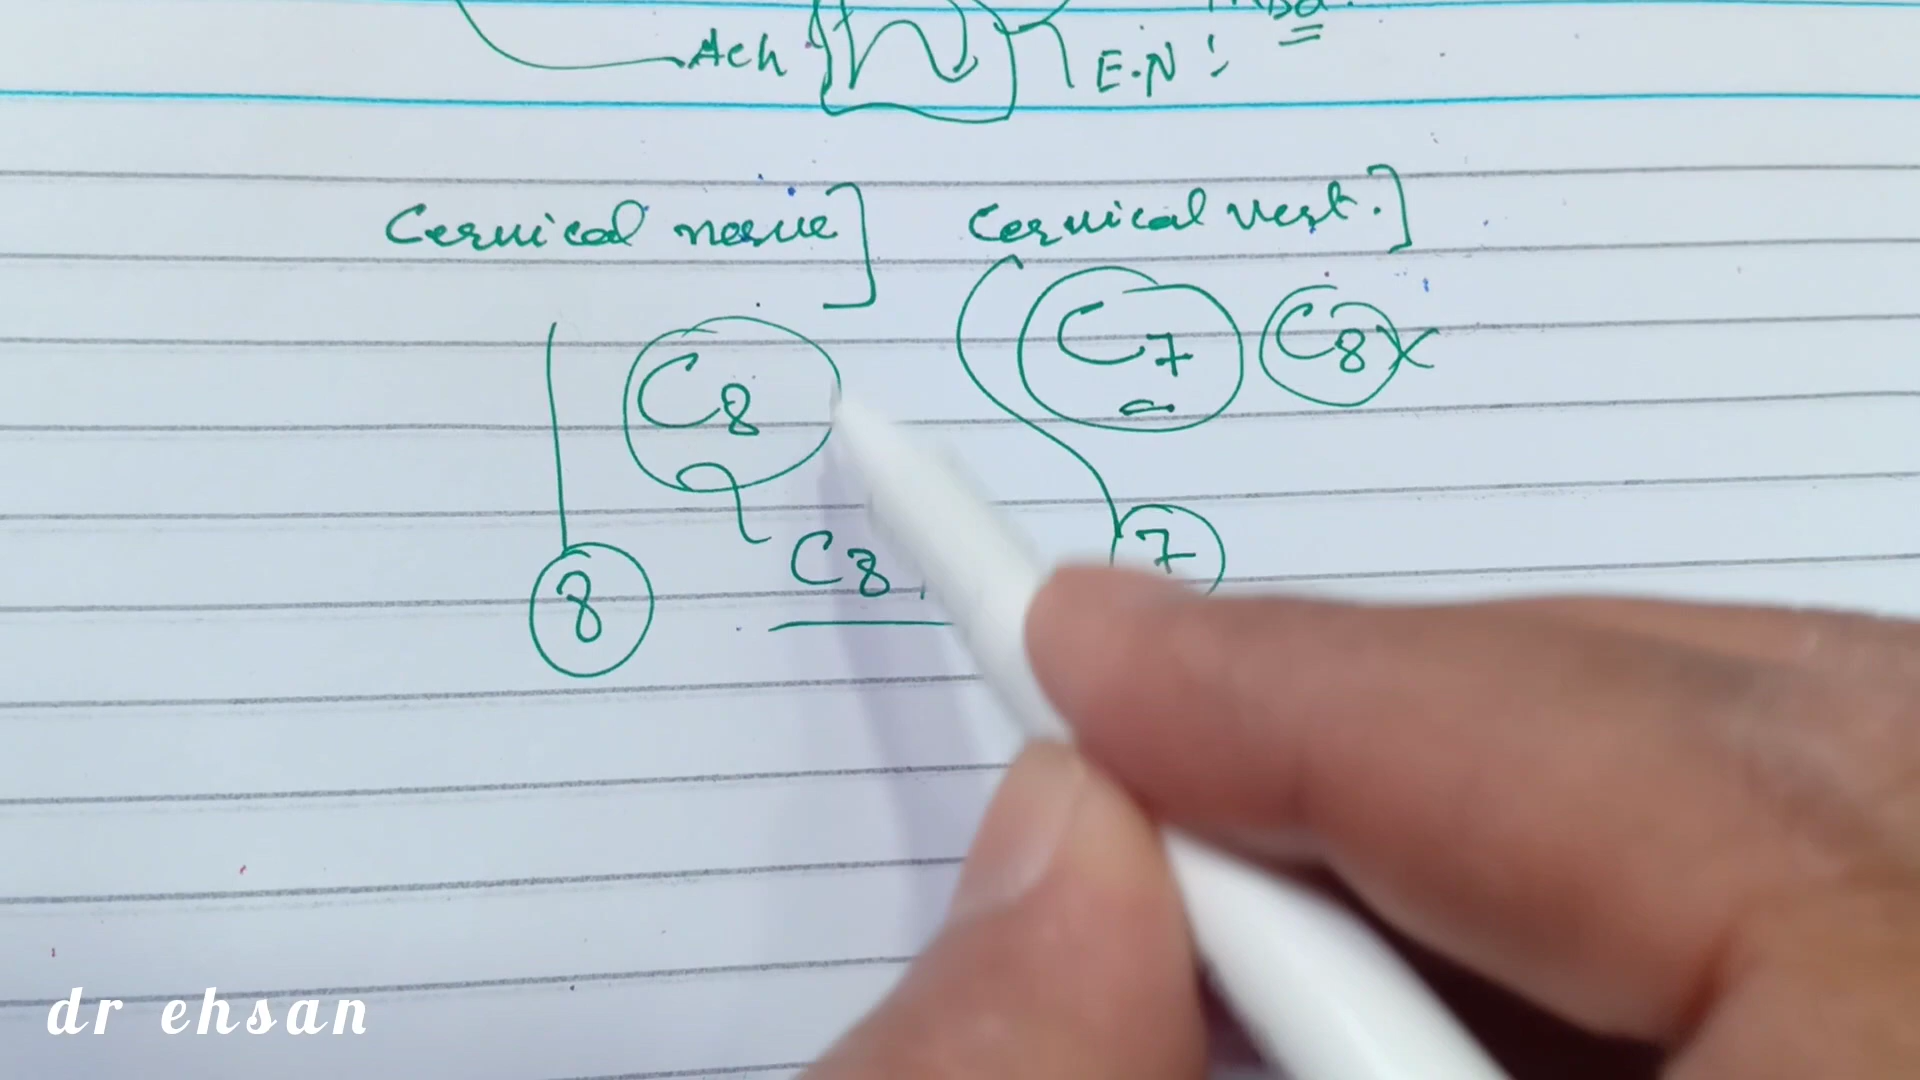 Ach E.N :
Cervical nerve] Cervical vert.]
C8 C7 C8 x
C8 7
8
dr ehsan